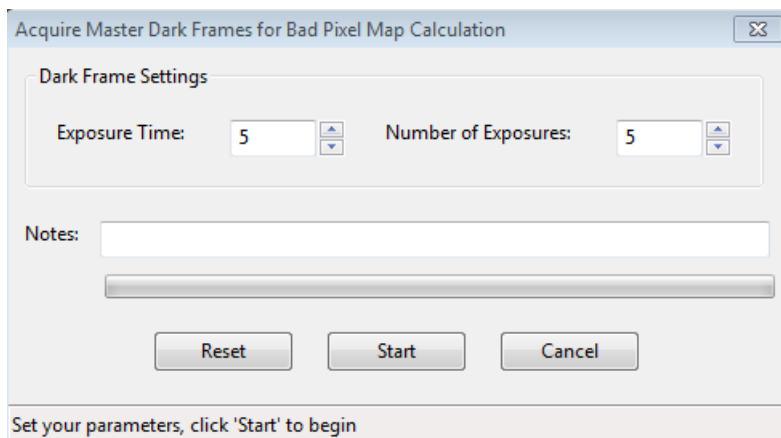 Acquire Master Dark Frames for Bad Pixel Map Calculation
Dark Frame Settings
Exposure Time: 5 Number of Exposures: 5
Notes:
Reset Start Cancel
Set your parameters, click 'Start' to begin